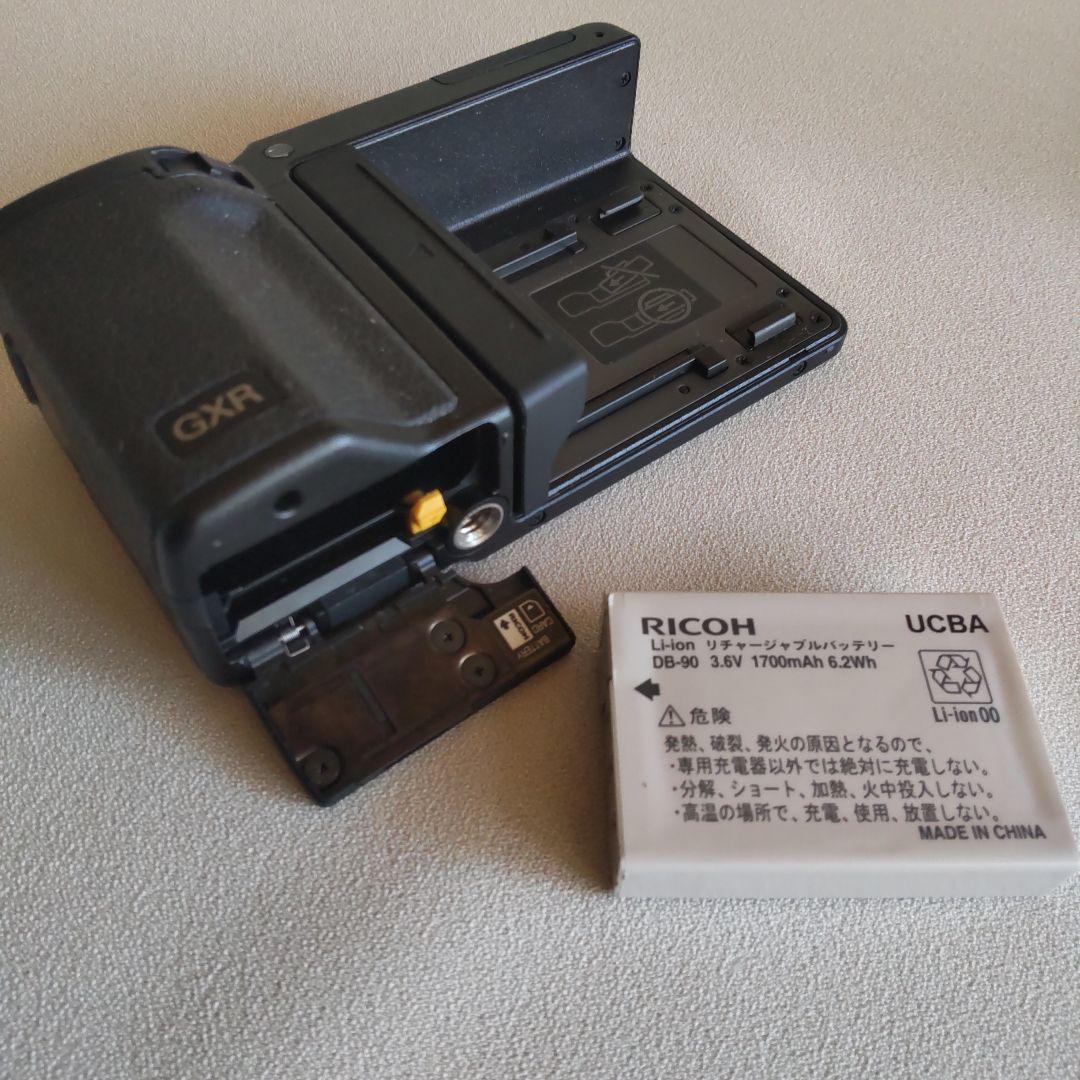 GXR
CARD
BATTERY
RICOH
RICOH UCBA
Li-ion リチャージャブルバッテリー
DB-90 3.6V 1700mAh 6.2Wh
Li-ion00
危険
発熱、破裂、発火の原因となるので、
・専用充電器以外では絶対に充電しない。
・分解、ショート、加熱、火中投入しない。
・高温の場所で、充電、使用、放置しない。
MADE IN CHINA